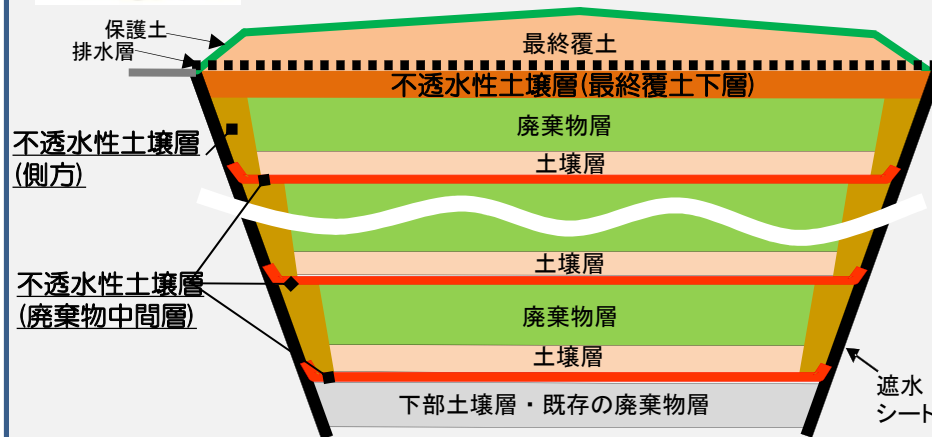 保護土
排水層
最終覆土
不透水性土壌層(最終覆土下層)
廃棄物層
不透水性土壌層
(側方)
土壌層
土壌層
不透水性土壌層
(廃棄物中間層)
廃棄物層
土壌層
遮水
シート
下部土壌層・既存の廃棄物層